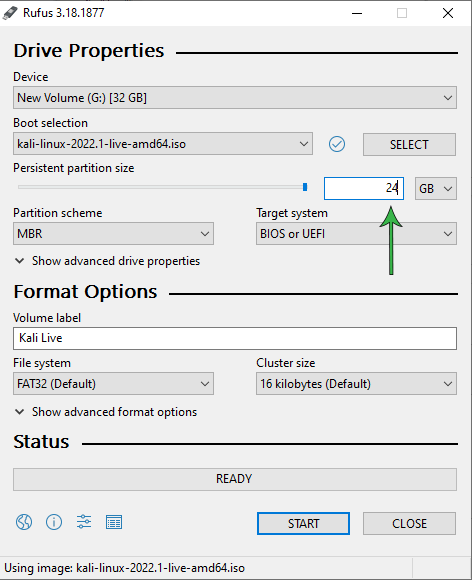 Rufus 3.18.1877
Drive Properties
Device
New Volume (G:) [32 GB]
Boot selection
kali-linux-2022.1-live-amd64.iso
SELECT
Persistent partition size
24
GB
Partition scheme
Target system
MBR
BIOS or UEFI
Show advanced drive properties
Format Options
Volume label
Kali Live
File system
Cluster size
FAT32 (Default)
16 kilobytes (Default)
Show advanced format options
Status
READY
START
CLOSE
Using image: kali-linux-2022.1-live-amd64.iso